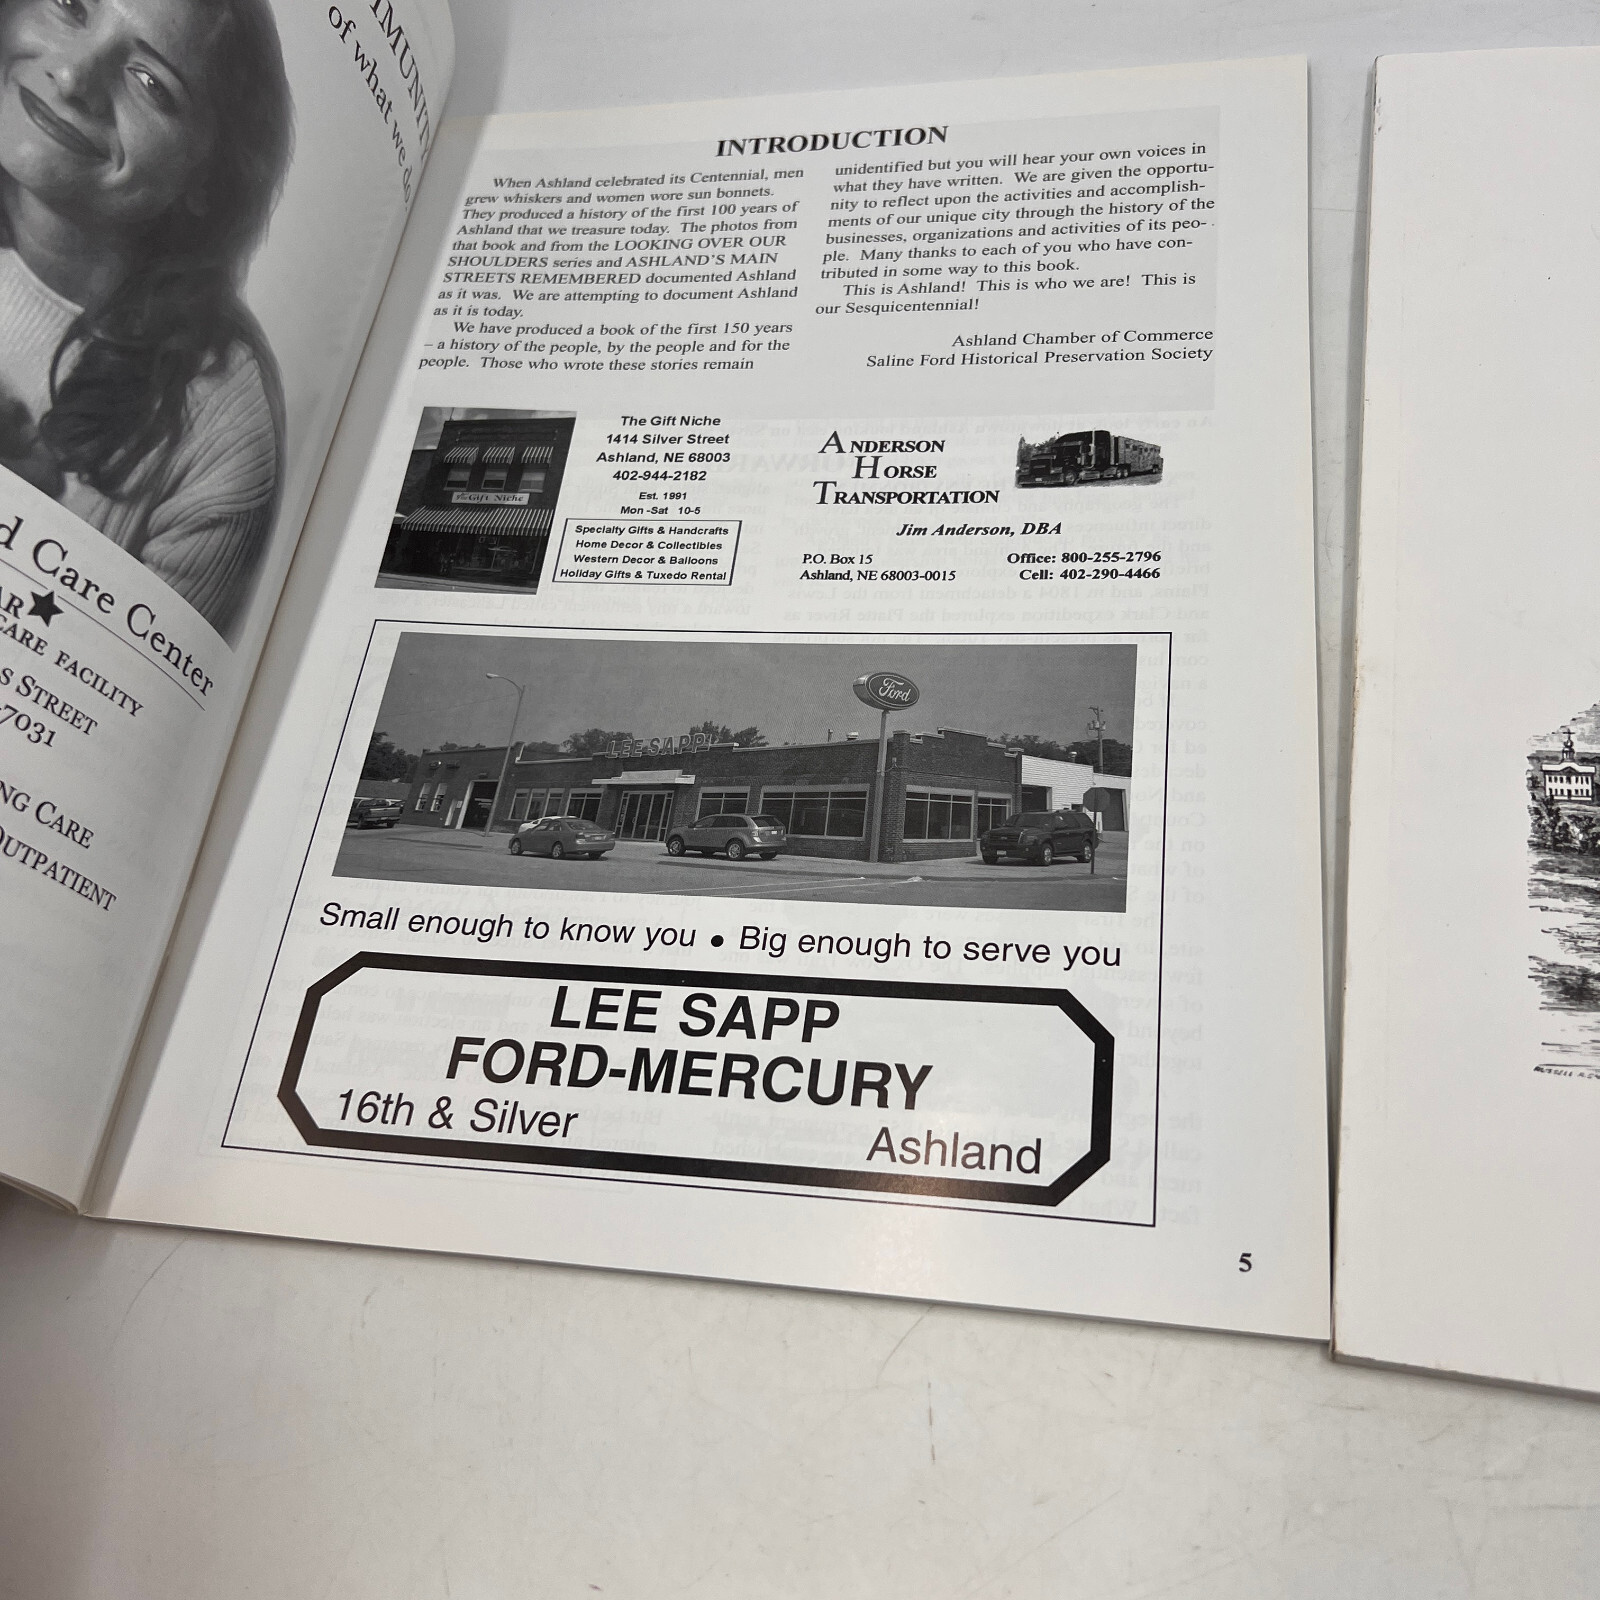 IMUNITY
of what we do.
d Care Center
AR★
CARE FACILITY
S STREET
-7031
NG CARE
OUTPATIENT
INTRODUCTION
When Ashland celebrated its Centennial, men
grew whiskers and women wore sun bonnets.
They produced a history of the first 100 years of
Ashland that we treasure today. The photos from
that book and from the LOOKING OVER OUR
SHOULDERS series and ASHLAND'S MAIN
STREETS REMEMBERED documented Ashland
as it was. We are attempting to document Ashland
as it is today.
We have produced a book of the first 150 years
– a history of the people, by the people and for the
people. Those who wrote these stories remain
unidentified but you will hear your own voices in
what they have written. We are given the opportu-
nity to reflect upon the activities and accomplish-
ments of our unique city through the history of the
businesses, organizations and activities of its peo-
ple. Many thanks to each of you who have con-
tributed in some way to this book.
This is Ashland! This is who we are! This is
our Sesquicentennial!
Ashland Chamber of Commerce
Saline Ford Historical Preservation Society
The Gift Niche
The Gift Niche
1414 Silver Street
Ashland, NE 68003
402-944-2182
Est. 1991
Mon -Sat 10-5
Specialty Gifts & Handcrafts
Home Decor & Collectibles
Western Decor & Balloons
Holiday Gifts & Tuxedo Rental
ANDERSON
HORSE
TRANSPORTATION
Jim Anderson, DBA
P.O. Box 15
Ashland, NE 68003-0015
Office: 800-255-2796
Cell: 402-290-4466
Ford
LEE SAPP
Small enough to know you • Big enough to serve you
LEE SAPP
FORD-MERCURY
16th & Silver
Ashland
5